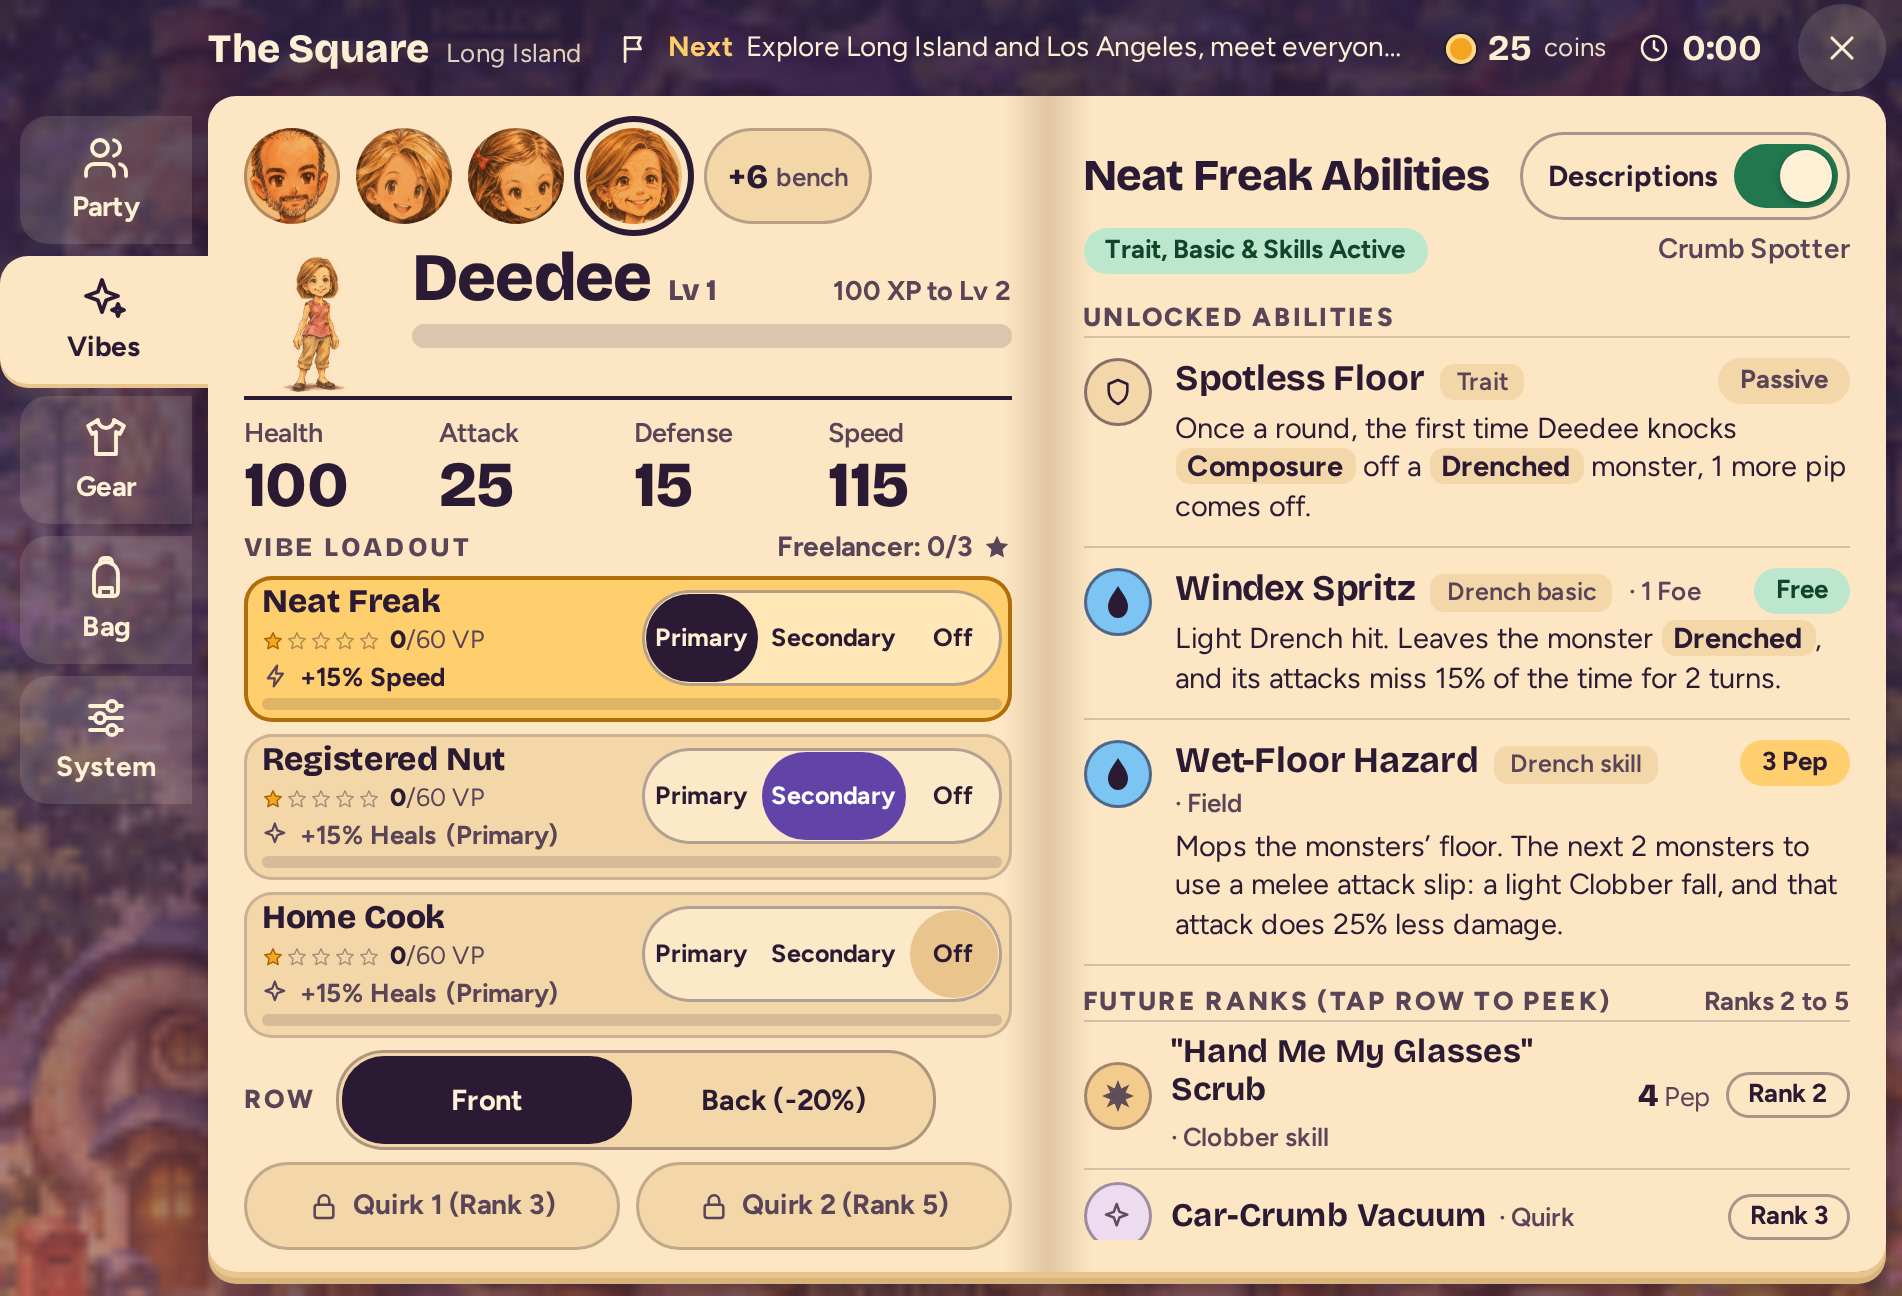 The Square Long Island Next Explore Long Island and Los Angeles, meet everyon... 25 coins 0:00
Party
Vibes
Gear
Bag
System
+6 bench
Deedee Lv 1 100 XP to Lv 2
Health Attack Defense Speed
100 25 15 115
VIBE LOADOUT Freelancer: 0/3
Neat Freak
0/60 VP
+15% Speed
Primary Secondary Off
Registered Nut
0/60 VP
+15% Heals (Primary)
Primary Secondary Off
Home Cook
0/60 VP
+15% Heals (Primary)
Primary Secondary Off
ROW Front Back (-20%)
Quirk 1 (Rank 3) Quirk 2 (Rank 5)
Neat Freak Abilities Descriptions
Trait, Basic & Skills Active Crumb Spotter
UNLOCKED ABILITIES
Spotless Floor Trait Passive
Once a round, the first time Deedee knocks
Composure off a Drenched monster, 1 more pip
comes off.
Windex Spritz Drench basic · 1 Foe Free
Light Drench hit. Leaves the monster Drenched,
and its attacks miss 15% of the time for 2 turns.
Wet-Floor Hazard Drench skill 3 Pep
· Field
Mops the monsters’ floor. The next 2 monsters to
use a melee attack slip: a light Clobber fall, and that
attack does 25% less damage.
FUTURE RANKS (TAP ROW TO PEEK) Ranks 2 to 5
"Hand Me My Glasses"
Scrub
· Clobber skill
4 Pep Rank 2
Car-Crumb Vacuum · Quirk Rank 3